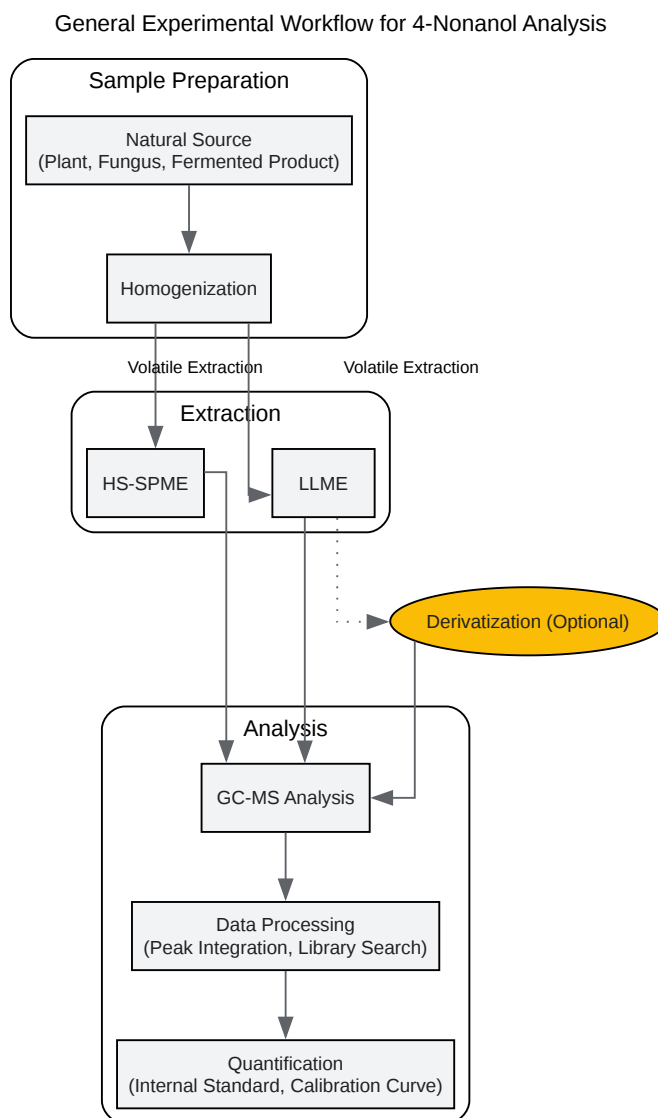 General Experimental Workflow for 4-Nonanol Analysis
Sample Preparation
Natural Source
(Plant, Fungus, Fermented Product)
Homogenization
Volatile Extraction
Volatile Extraction
Extraction
HS-SPME
LLME
Derivatization (Optional)
Analysis
GC-MS Analysis
Data Processing
(Peak Integration, Library Search)
Quantification
(Internal Standard, Calibration Curve)